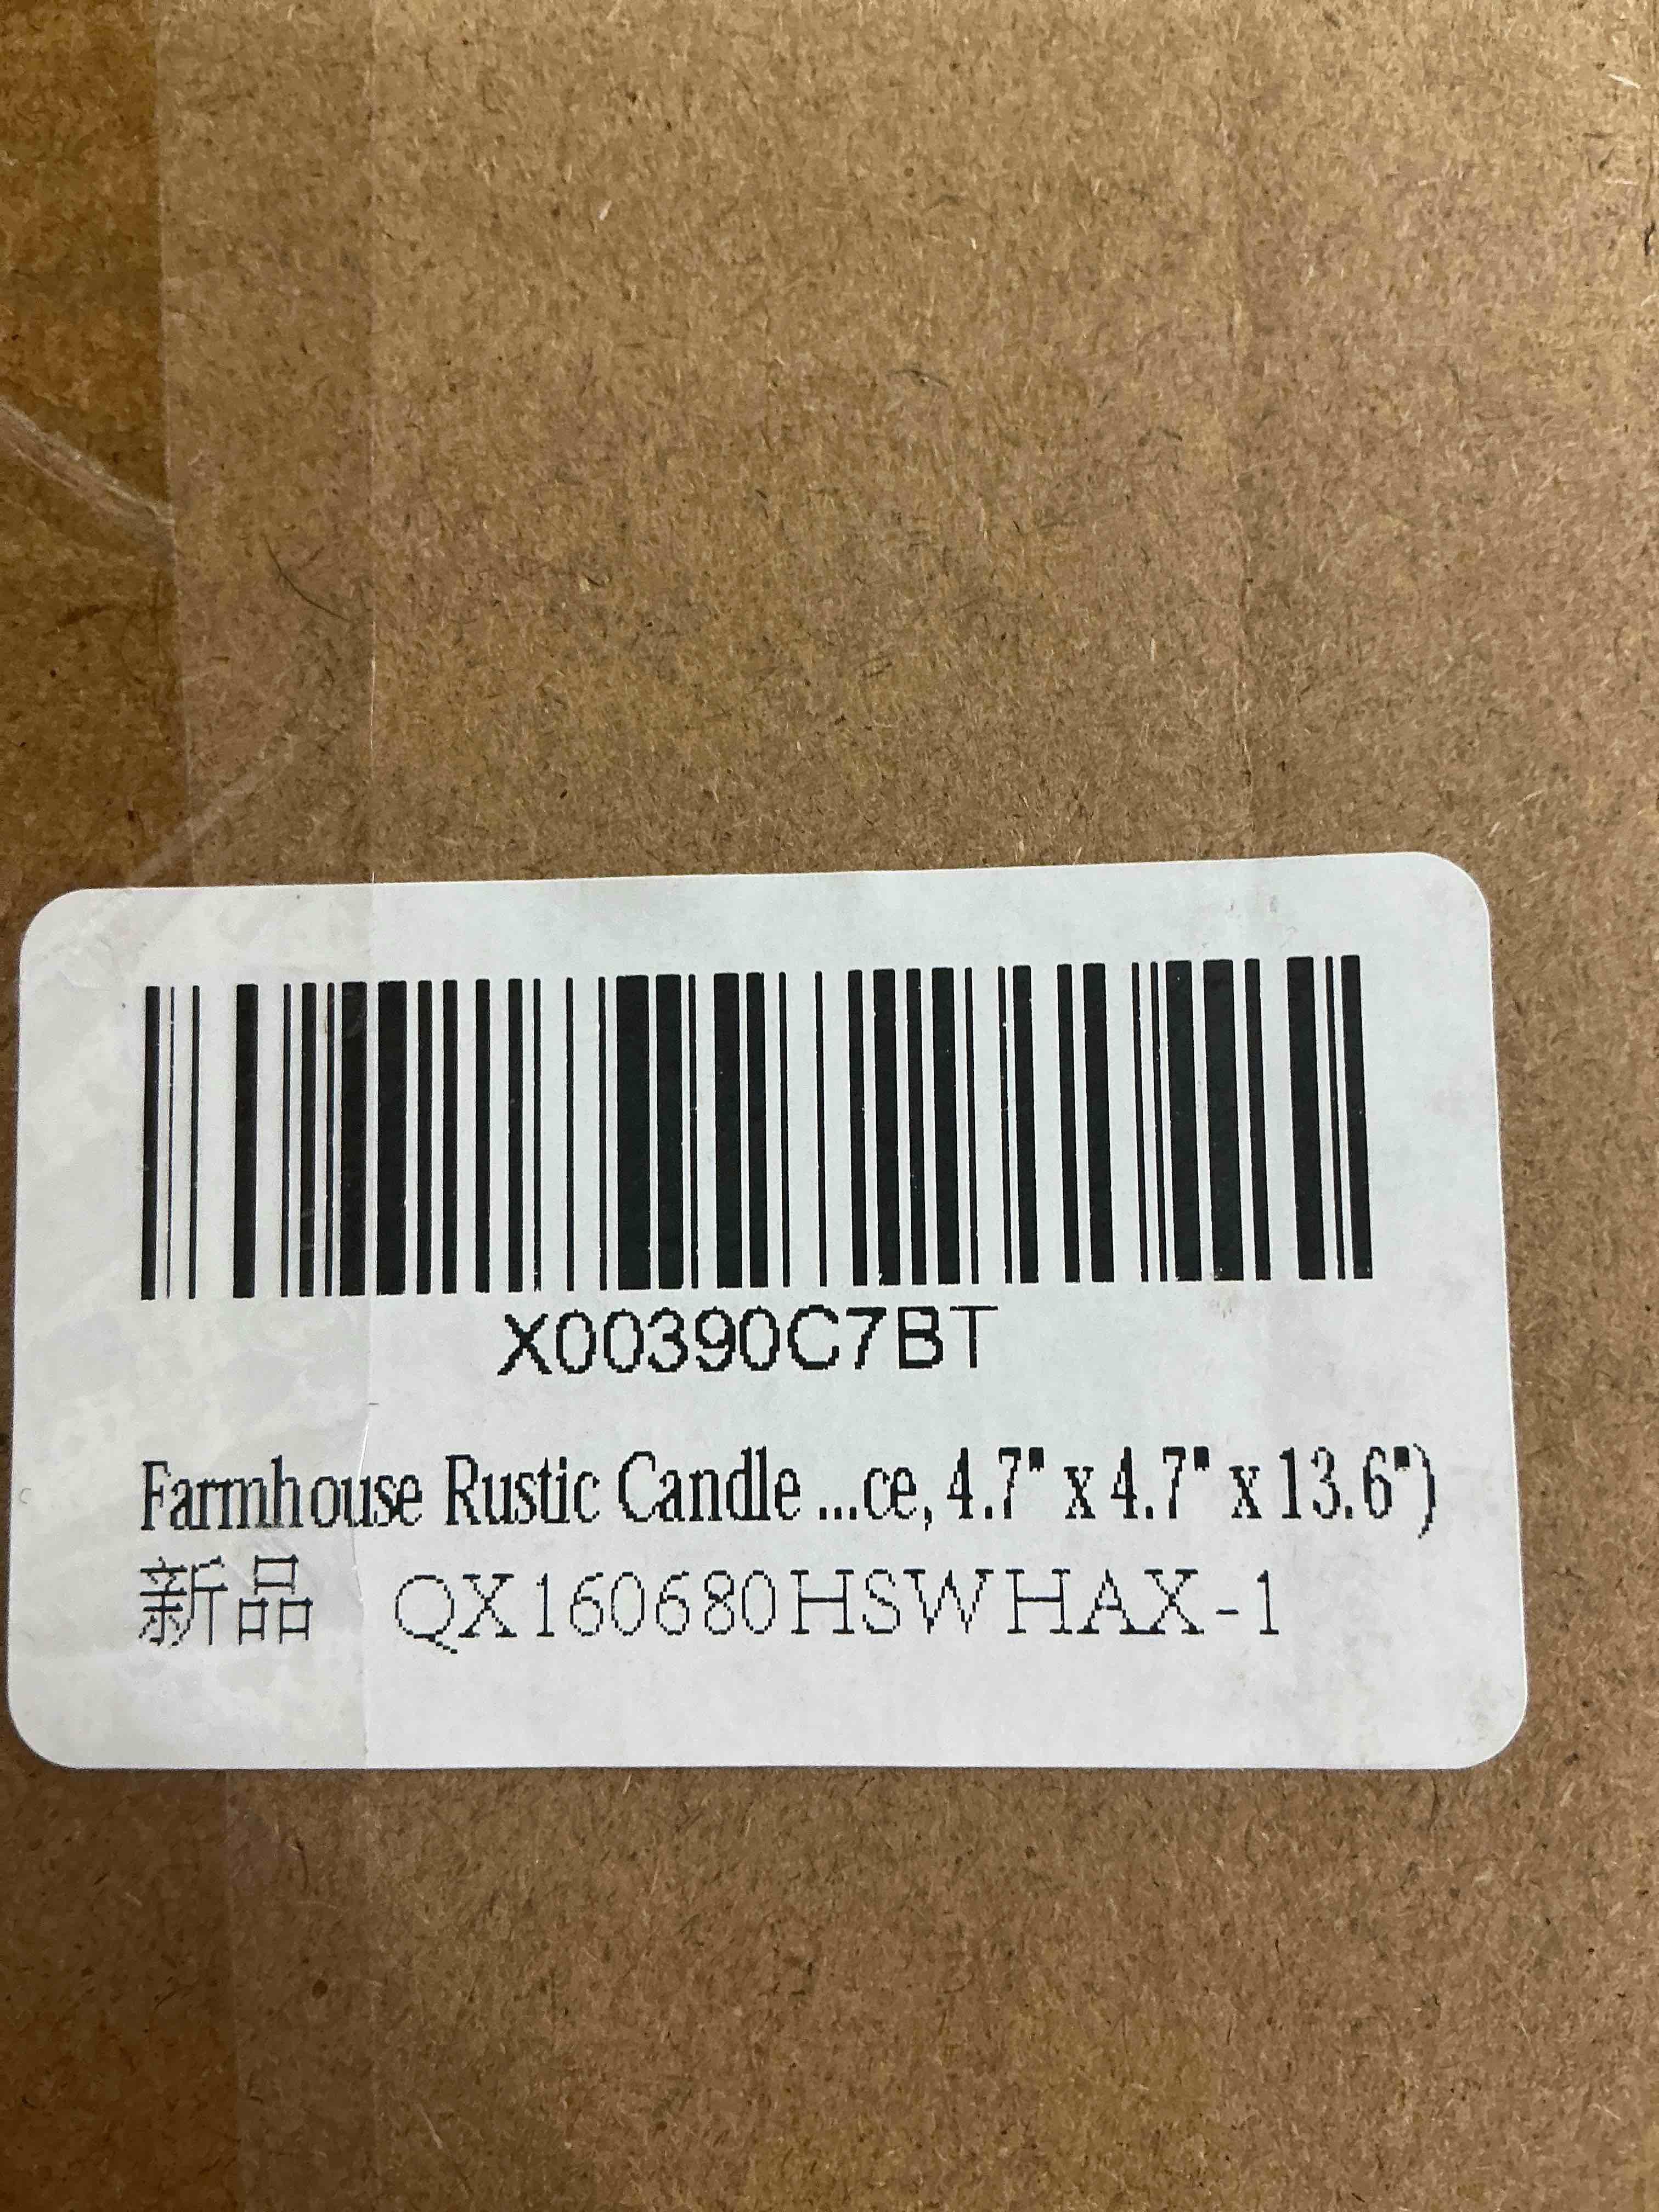 X00390C7BT
Farmhouse Rustic Candle ...ce, 4.7" x 4.7" x 13.6")
新品 QX160680HSWHAX-1